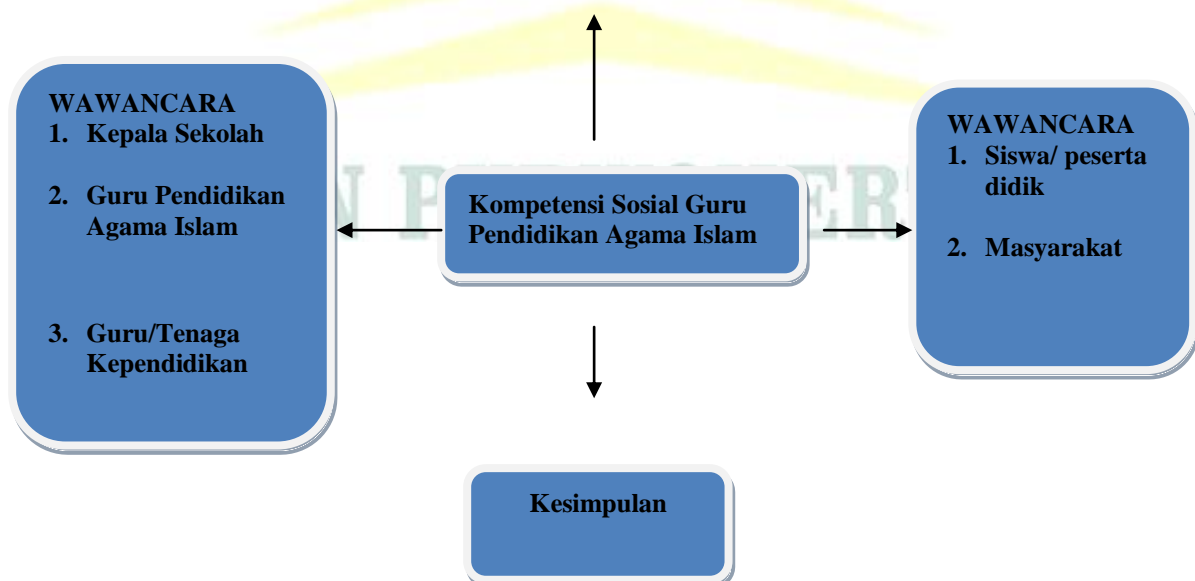 WAWANCARA
1. Kepala Sekolah
2. Guru Pendidikan
Agama Islam
3. Guru/Tenaga
Kependidikan
Kompetensi Sosial Guru
Pendidikan Agama Islam
WAWANCARA
1. Siswa/ peserta
didik
2. Masyarakat
Kesimpulan